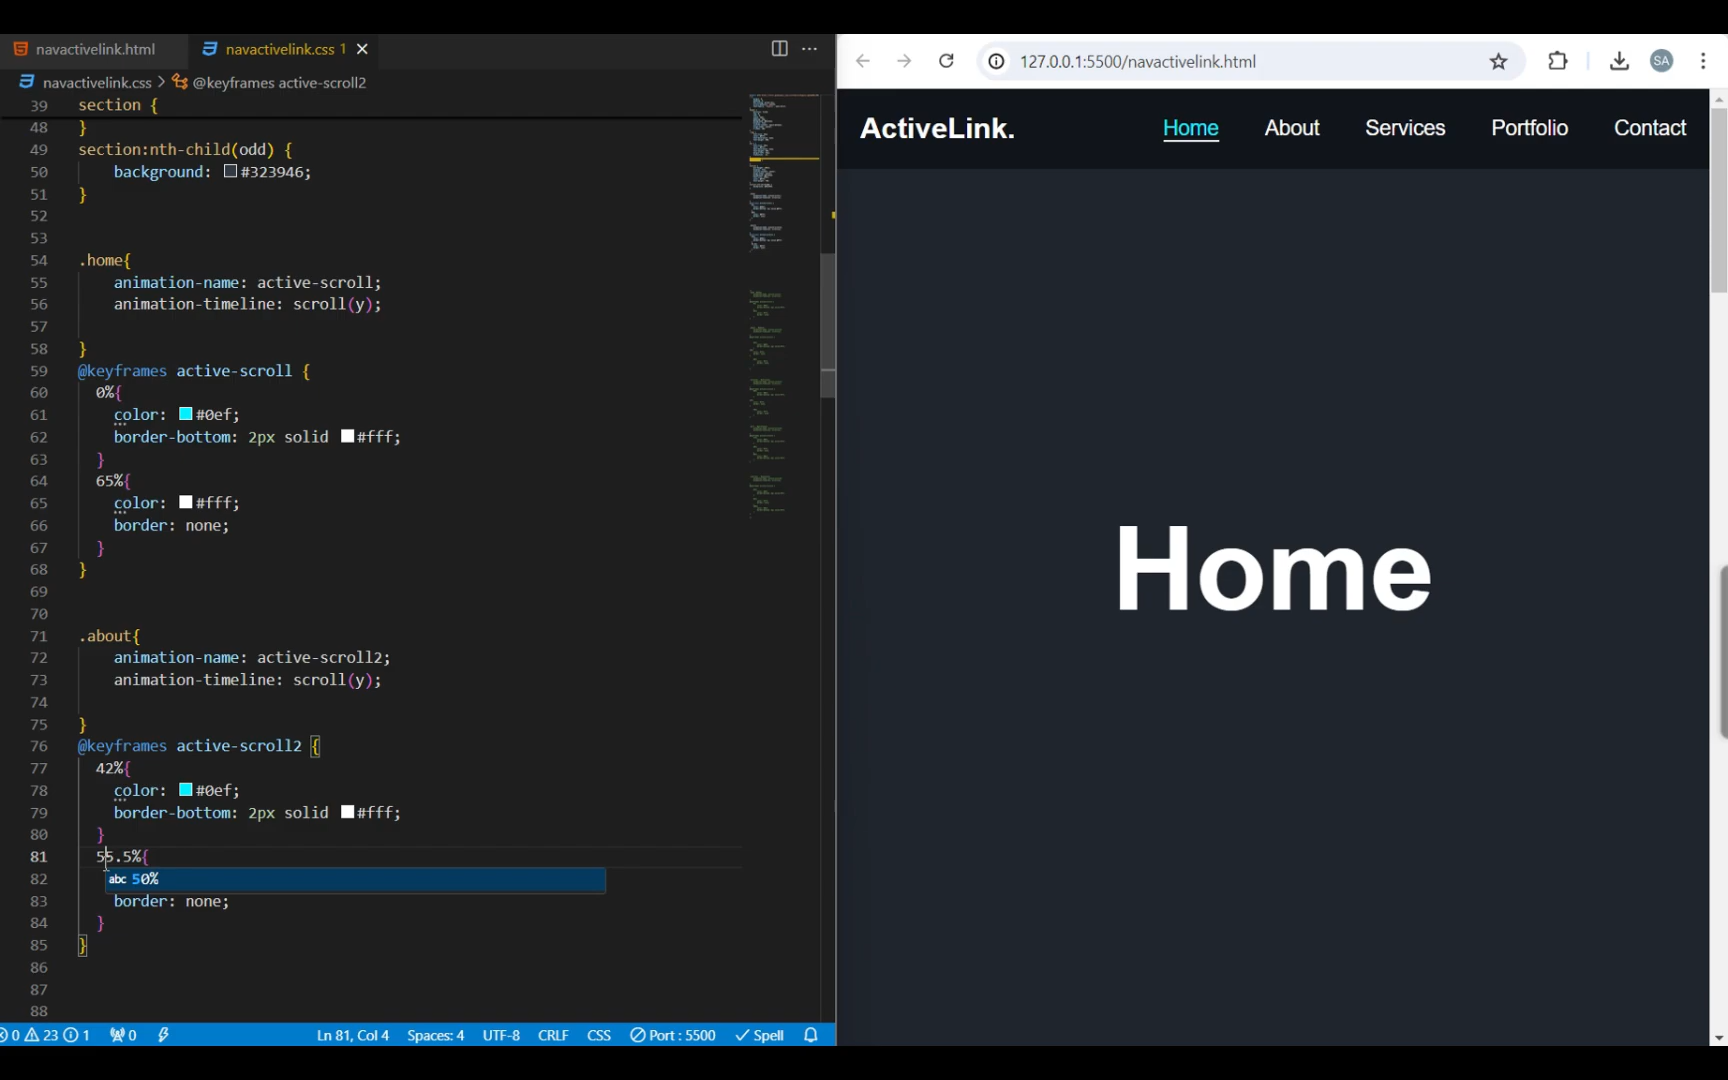 navactivelink.html
navactivelink.css 1
navactivelink.css > @keyframes active-scroll2
39 section {
48 }
49 section:nth-child(odd) {
50 background: #323946;
51 }
52
53
54 .home{
55 animation-name: active-scroll;
56 animation-timeline: scroll(y);
57
58 }
59 @keyframes active-scroll {
60 0%{
61 color: #0ef;
62 border-bottom: 2px solid #fff;
63 }
64 65%{
65 color: #fff;
66 border: none;
67 }
68 }
69
70
71 .about{
72 animation-name: active-scroll2;
73 animation-timeline: scroll(y);
74
75 }
76 @keyframes active-scroll2 {
77 42%{
78 color: #0ef;
79 border-bottom: 2px solid #fff;
80 }
81 55.5%{
82 abc 50%
83 border: none;
84 }
85 }
86
87
88
0 23 1 0 Ln 81, Col 4 Spaces: 4 UTF-8 CRLF CSS Port : 5500 Spell
127.0.0.1:5500/navactivelink.html
SA
ActiveLink. Home About Services Portfolio Contact
Home